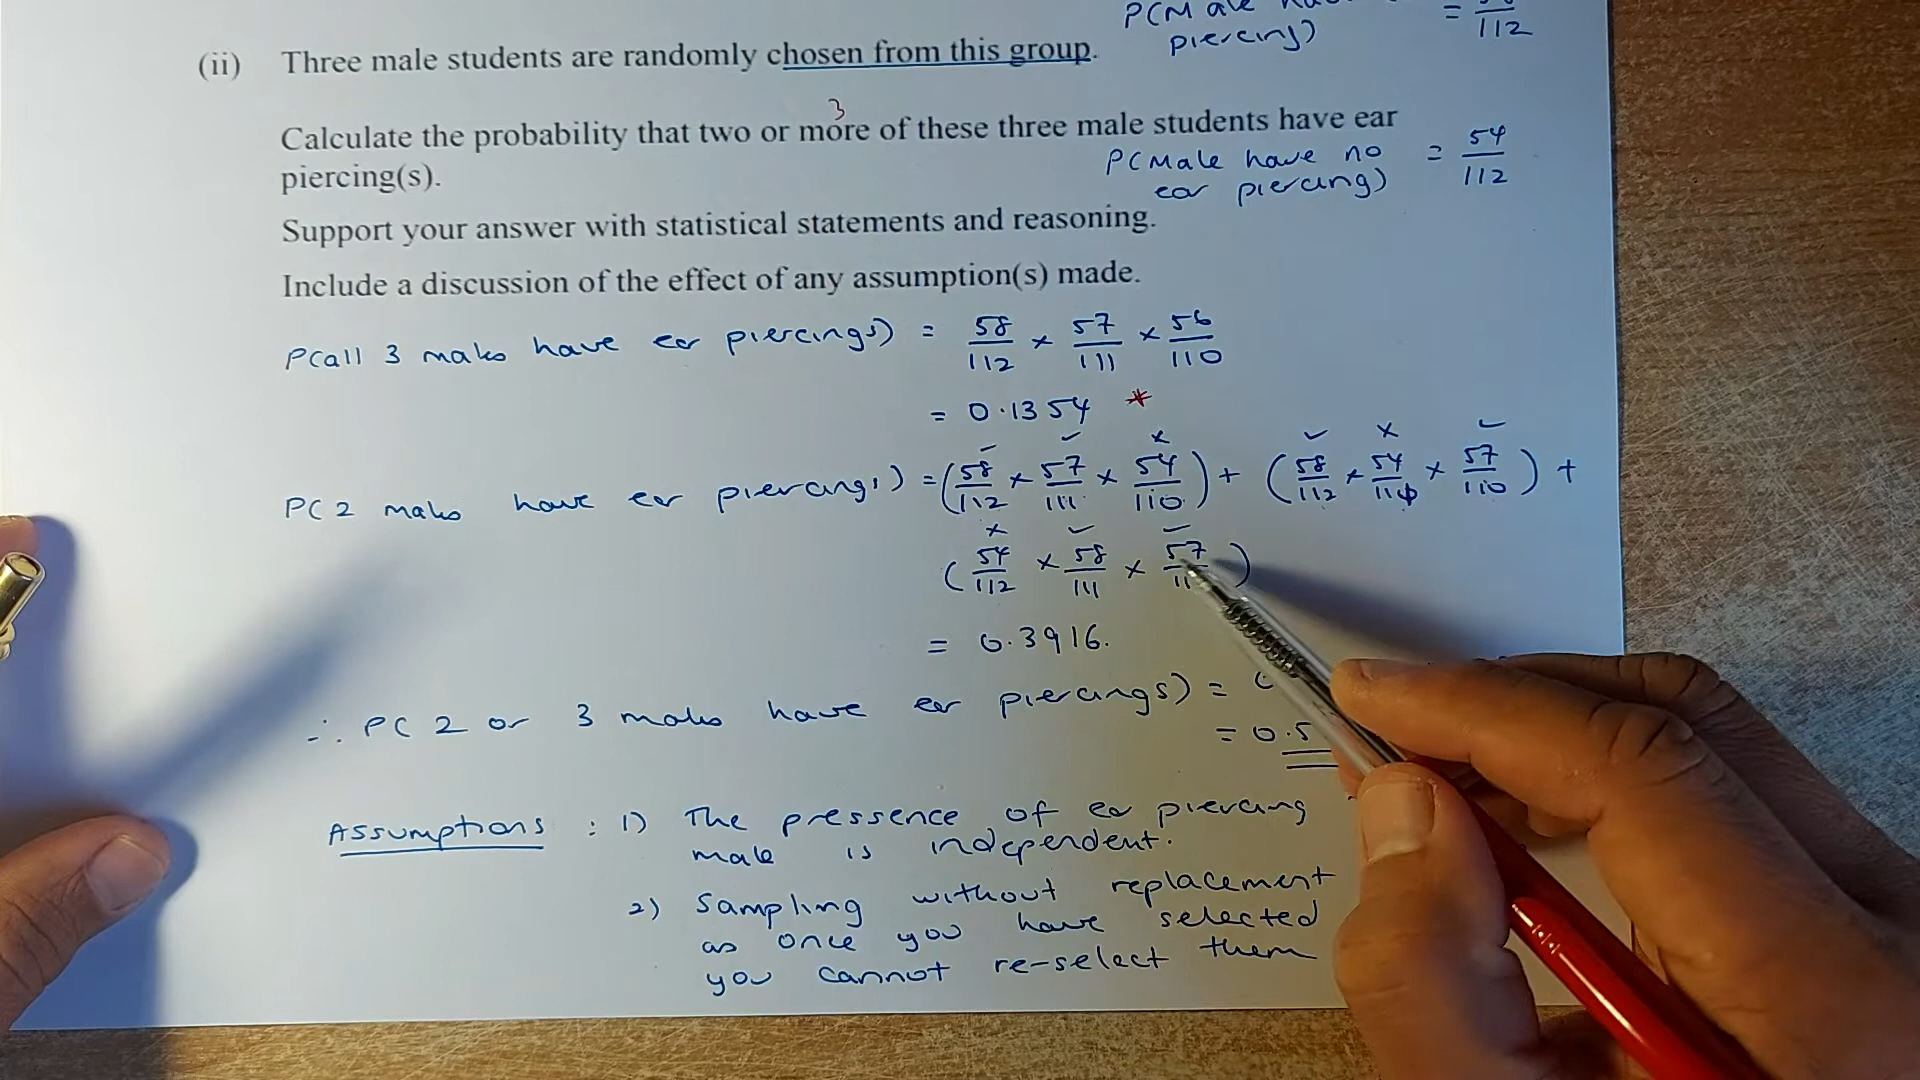 P(Male have
piercing) = /112
(ii) Three male students are randomly chosen from this group.
3
Calculate the probability that two or more of these three male students have ear
piercing(s).
P(Male have no
ear piercing) = 54/112
Support your answer with statistical statements and reasoning.
Include a discussion of the effect of any assumption(s) made.
P(all 3 males have ear piercings) = 58/112 × 57/111 × 56/110
= 0.1354 *
✓ ✓ × ✓ × ✓
P(2 males have ear piercings) = (58/112 × 57/111 × 54/110) + (58/112 × 54/111 × 57/110) +
× ✓ ✓
(54/112 × 58/111 × 57/11 )
= 0.3916.
∴ P(2 or 3 males have ear piercings) =
= 0.5
Assumptions : 1) The pressence of ear piercing
male is independent.
2) Sampling without replacement
as once you have selected
you cannot re-select them